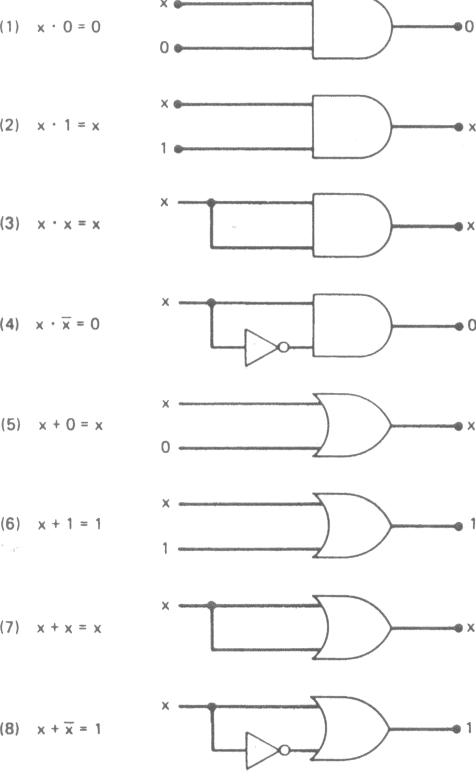 x
(1) x · 0 = 0
0
0
x
(2) x · 1 = x
x
1
x
(3) x · x = x
x
x
(4) x · x̅ = 0
0
x
(5) x + 0 = x
x
0
x
(6) x + 1 = 1
1
1
x
(7) x + x = x
x
x
(8) x + x̅ = 1
1